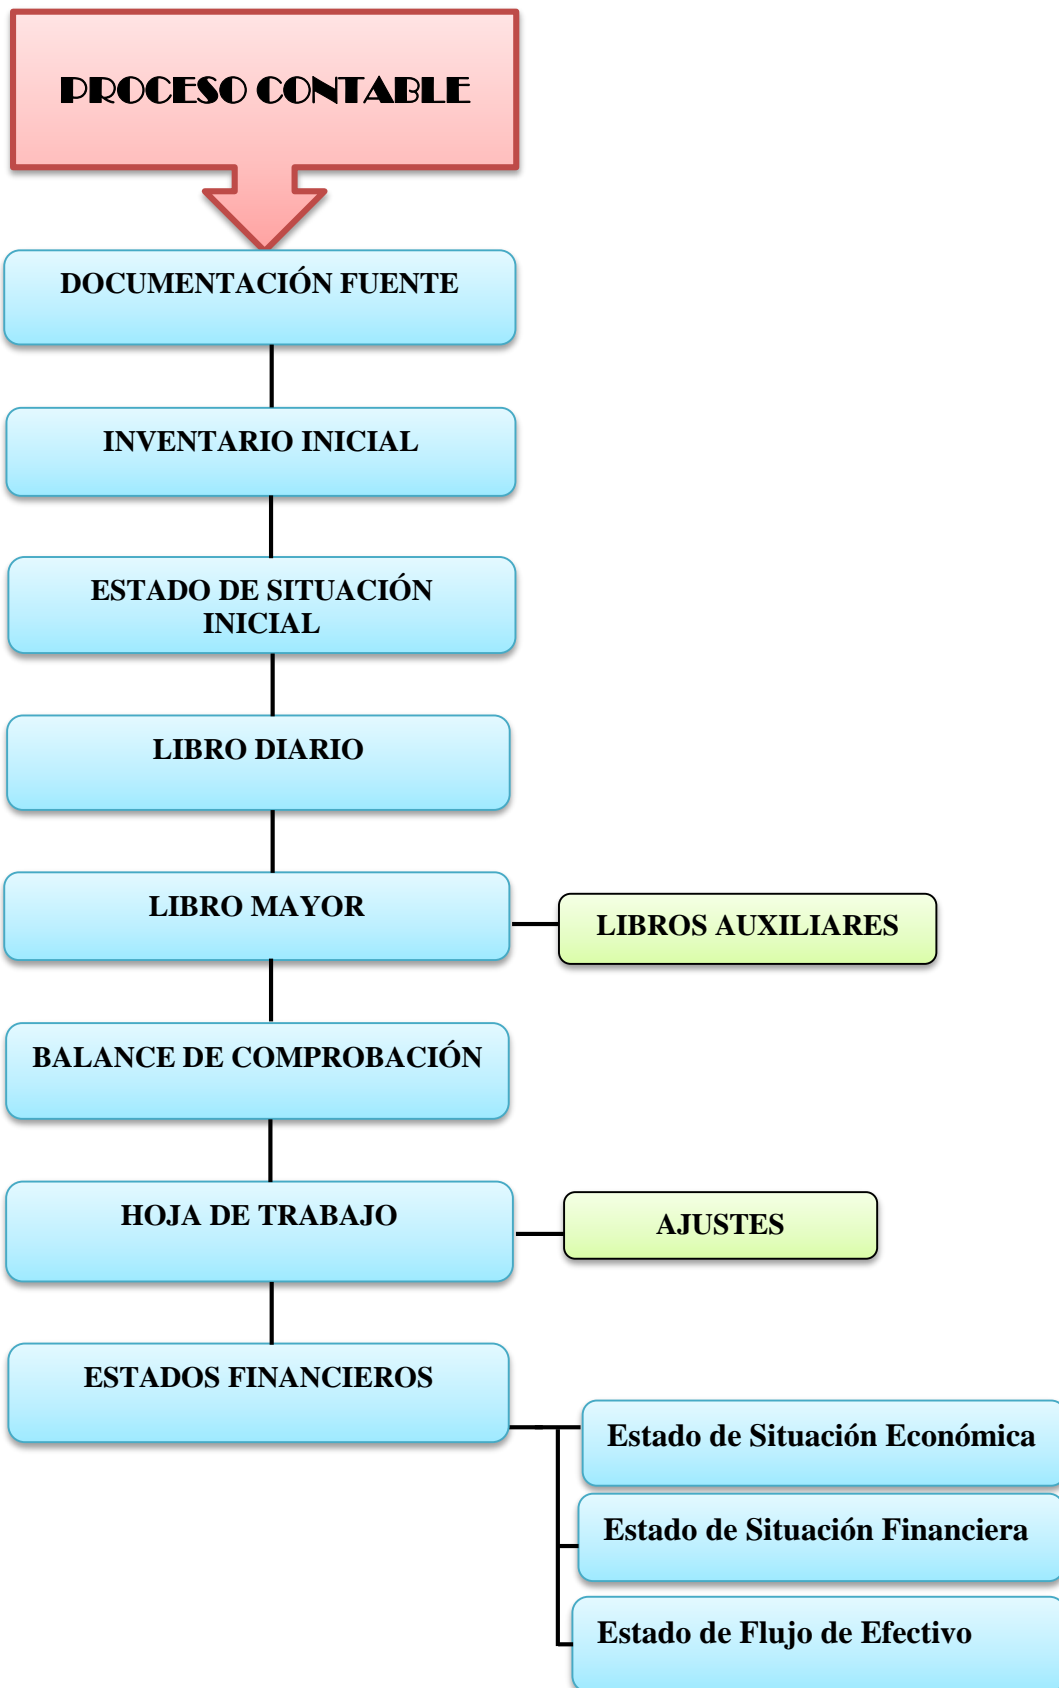 PROCESO CONTABLE
DOCUMENTACIÓN FUENTE
INVENTARIO INICIAL
ESTADO DE SITUACIÓN
INICIAL
LIBRO DIARIO
LIBRO MAYOR
LIBROS AUXILIARES
BALANCE DE COMPROBACIÓN
HOJA DE TRABAJO
AJUSTES
ESTADOS FINANCIEROS
Estado de Situación Económica
Estado de Situación Financiera
Estado de Flujo de Efectivo